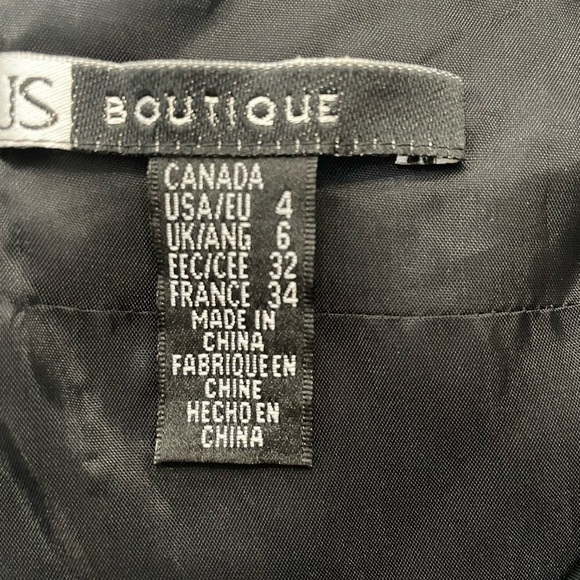 BOUTIQUE
CANADA
USA/EU 4
UK/ANG 6
EEC/CEE 32
FRANCE 34
MADE IN
CHINA
FABRIQUE EN
CHINE
HECHO EN
CHINA